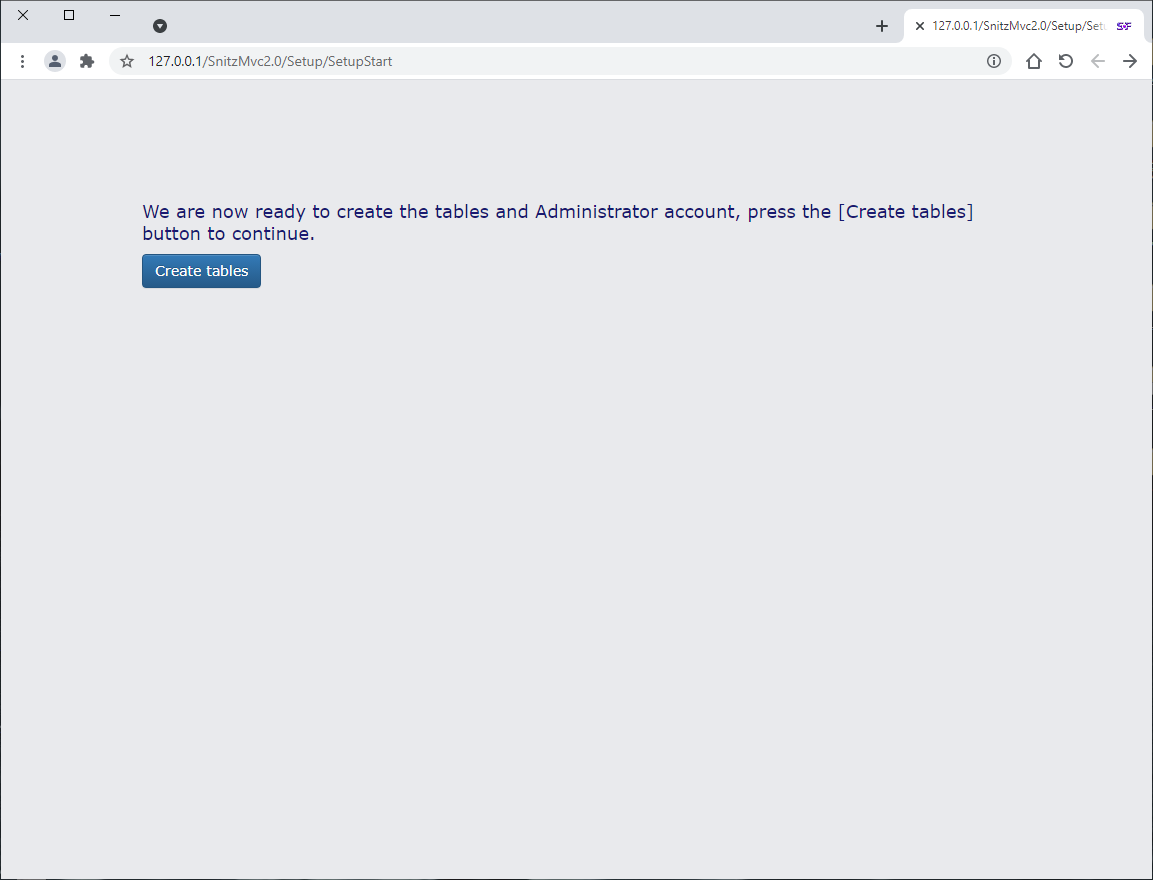 127.0.0.1/SnitzMvc2.0/Setup/Set
127.0.0.1/SnitzMvc2.0/Setup/SetupStart
We are now ready to create the tables and Administrator account, press the [Create tables]
button to continue.
Create tables